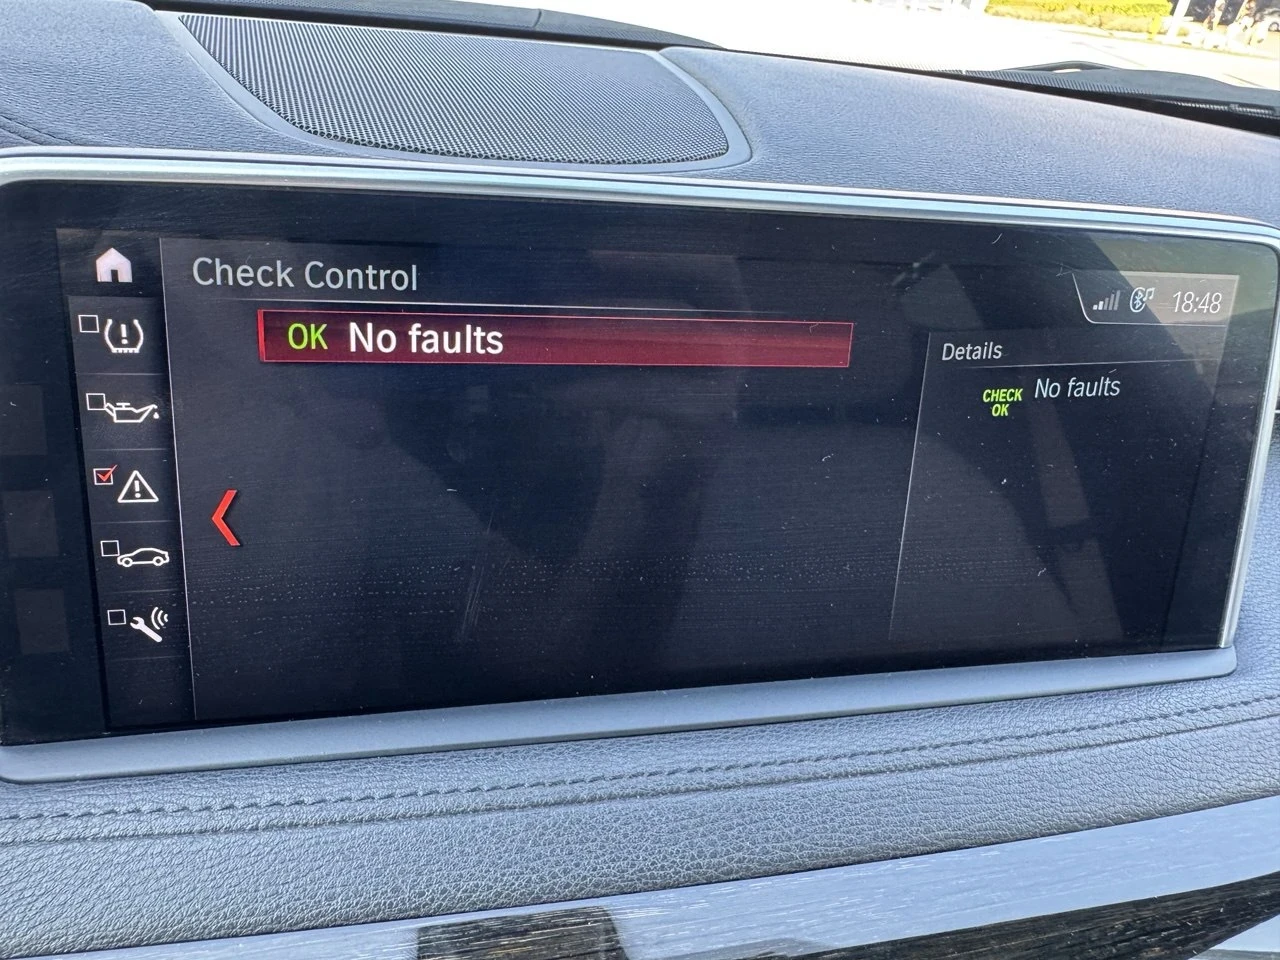 Check Control
18:48
OK No faults
Details
CHECK OK No faults